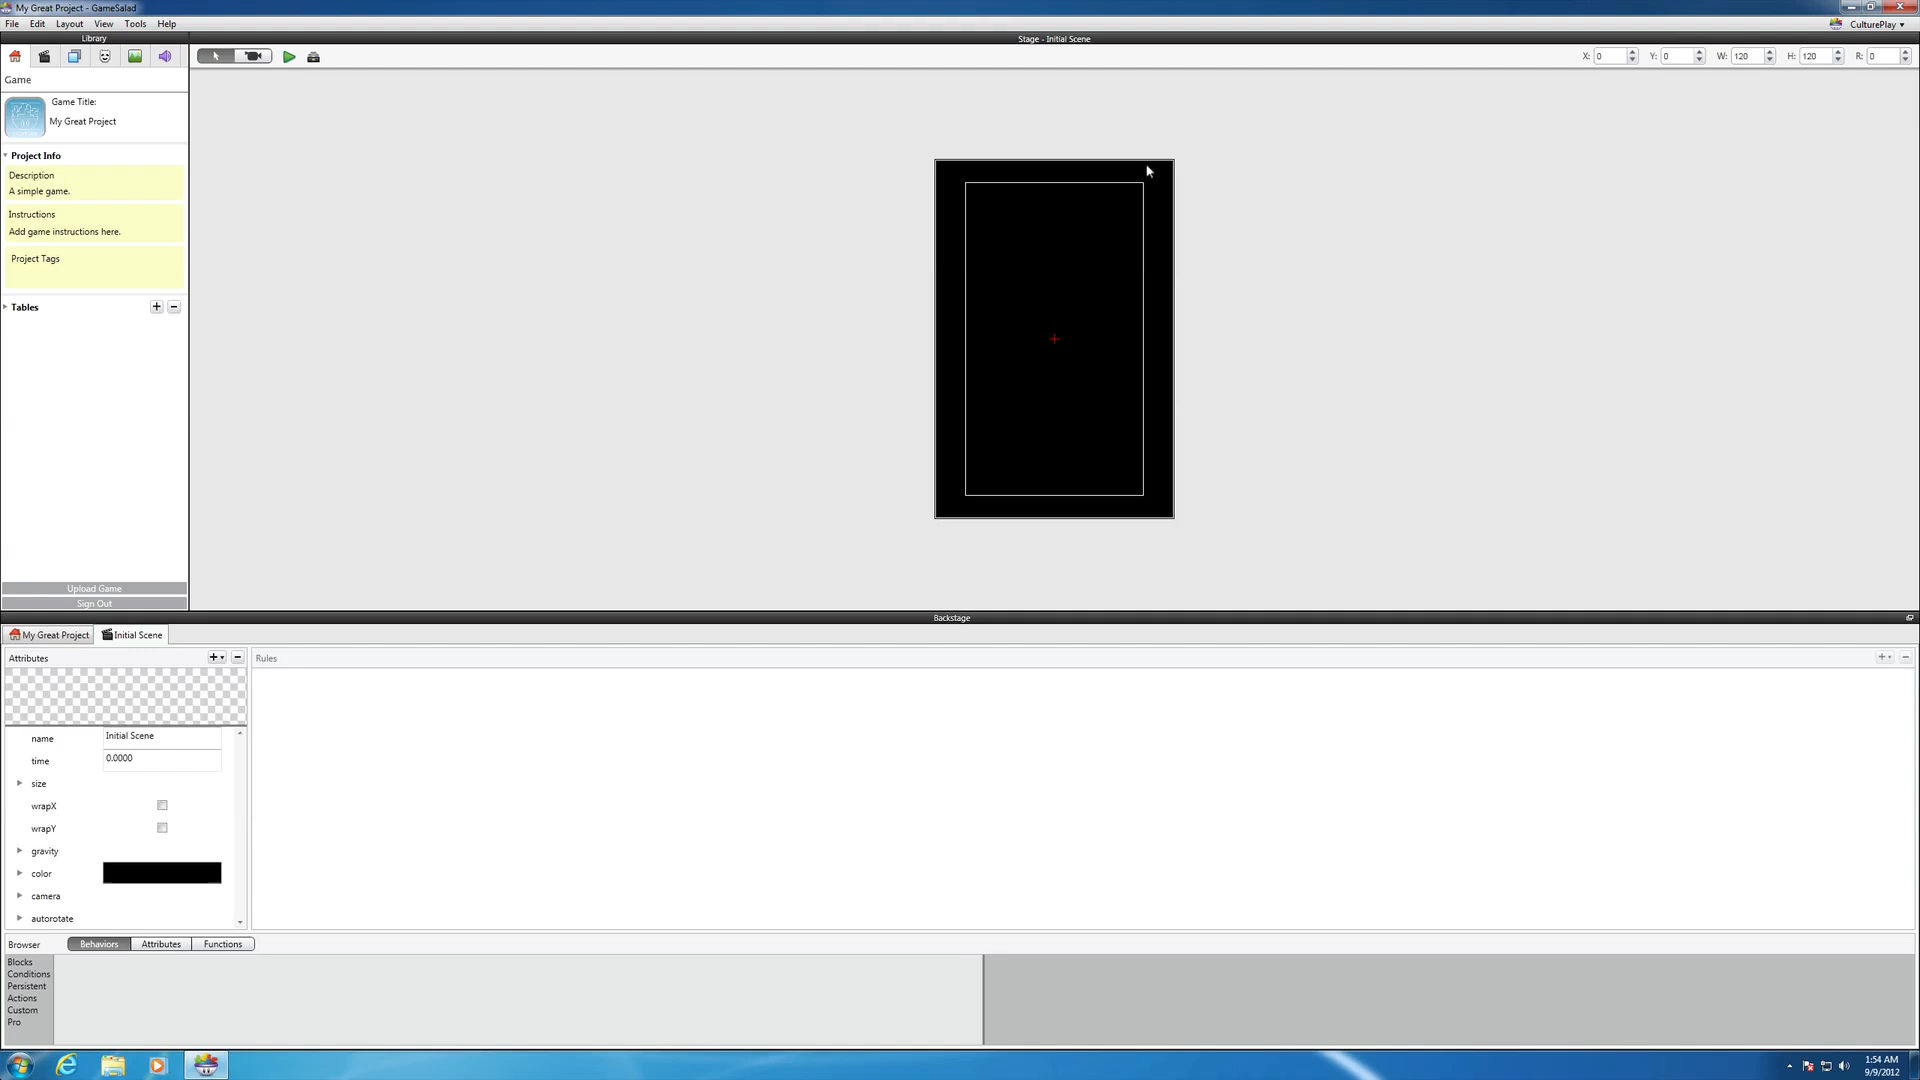 My Great Project - GameSalad
File Edit Layout View Tools Help
CulturePlay
Library
Stage - Initial Scene
X: 0 Y: 0 W: 120 H: 120 R: 0
Game
Game Title:
My Great Project
Project Info
Description
A simple game.
Instructions
Add game instructions here.
Project Tags
Tables
Upload Game
Sign Out
Backstage
My Great Project Initial Scene
Attributes
Rules
name Initial Scene
time 0.0000
size
wrapX
wrapY
gravity
color
camera
autorotate
Browser Behaviors Attributes Functions
Blocks
Conditions
Persistent
Actions
Custom
Pro
1:54 AM
9/9/2012